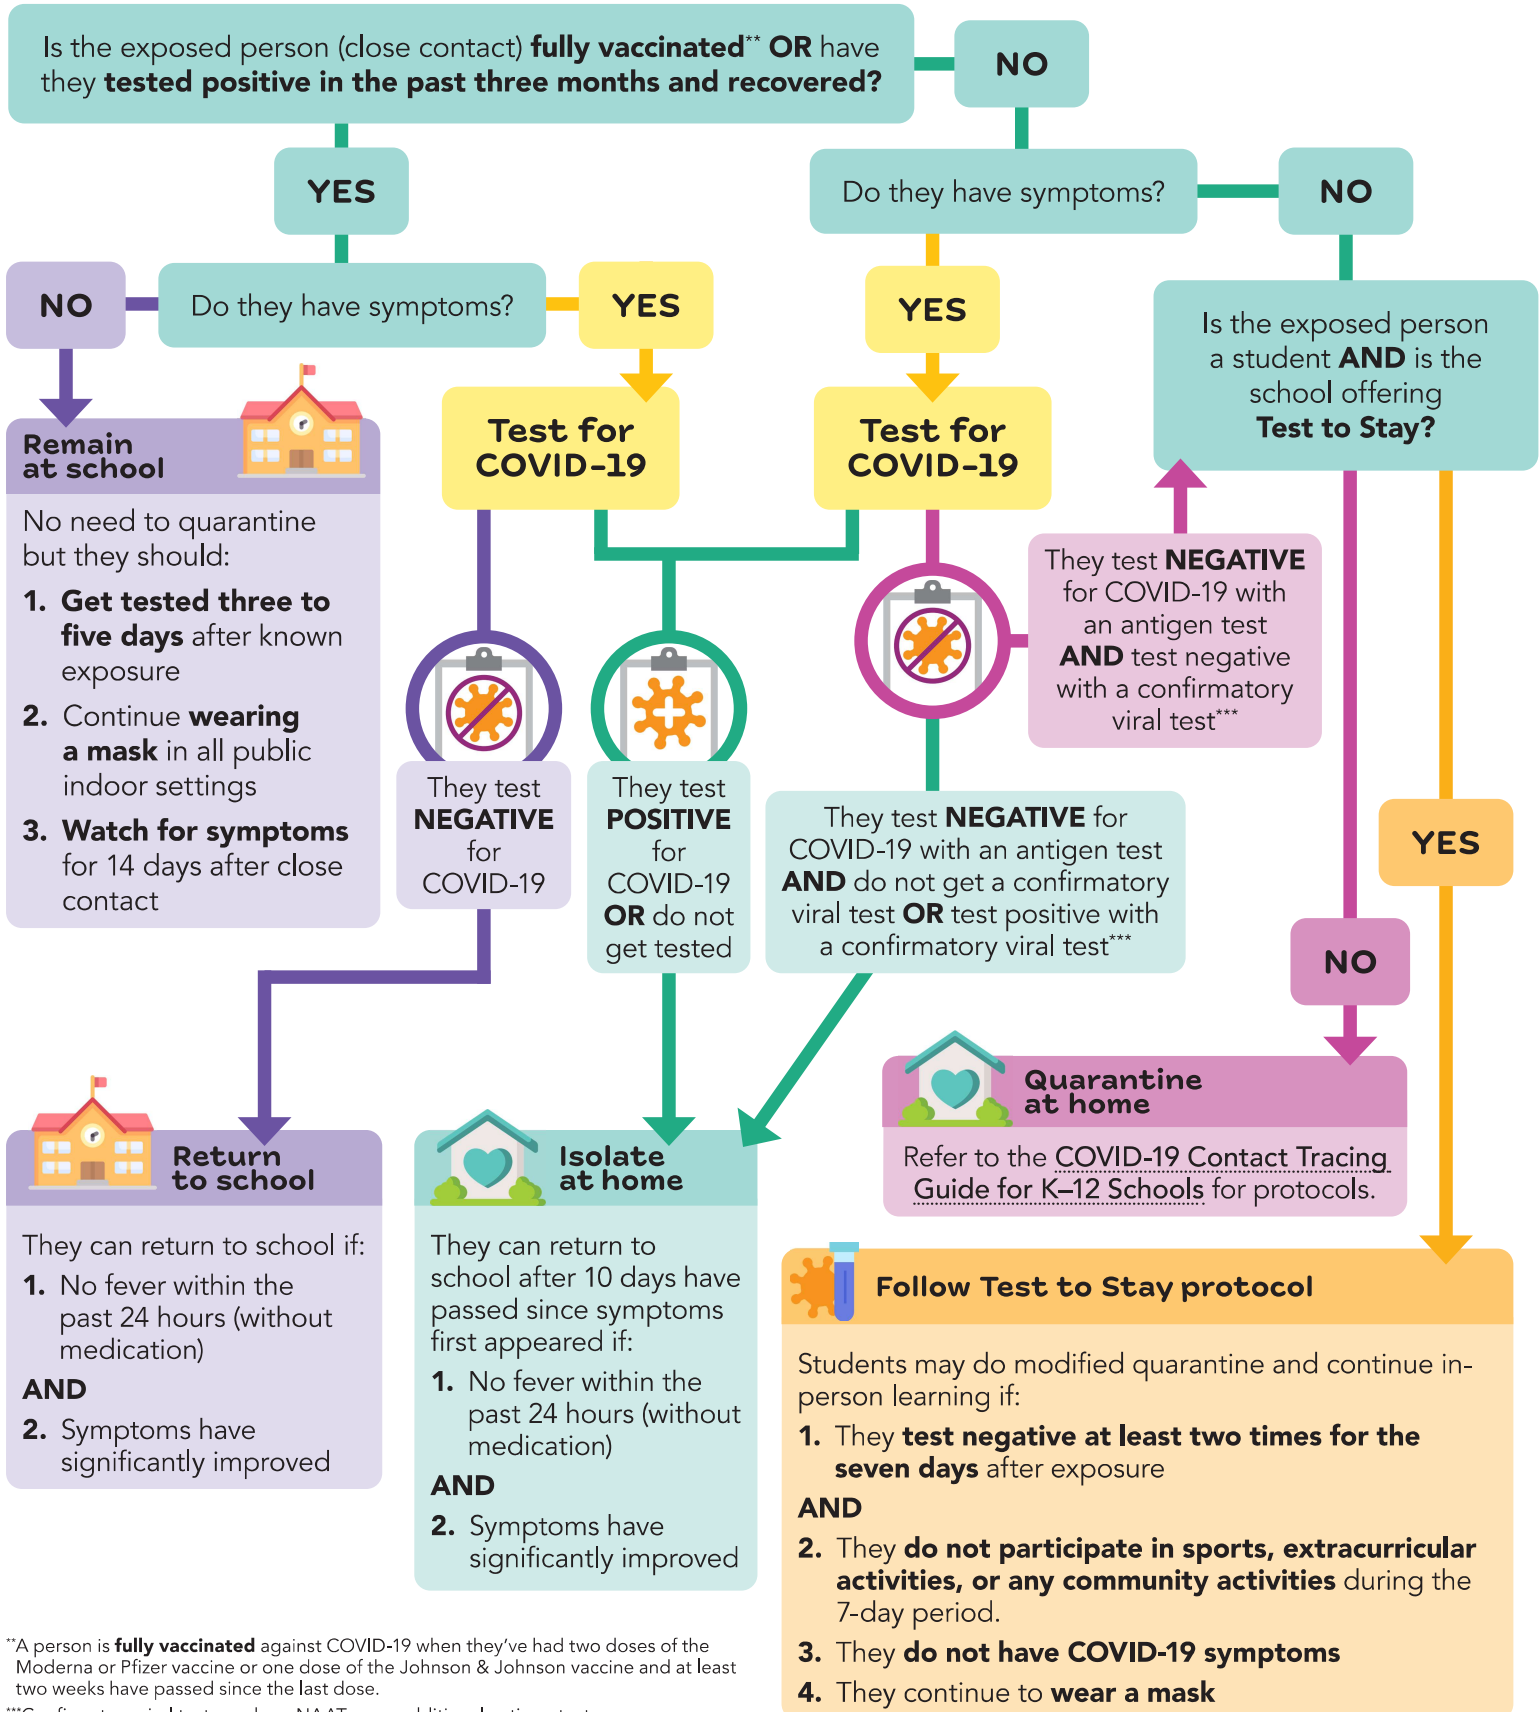 Is the exposed person (close contact) fully vaccinated** OR have
they tested positive in the past three months and recovered?
NO
YES
Do they have symptoms?
NO
NO
Do they have symptoms?
YES
YES
Is the exposed person
a student AND is the
school offering
Test to Stay?
Remain
at school
No need to quarantine
but they should:
1. Get tested three to
five days after known
exposure
2. Continue wearing
a mask in all public
indoor settings
3. Watch for symptoms
for 14 days after close
contact
Test for
COVID-19
Test for
COVID-19
They test NEGATIVE
for COVID-19 with
an antigen test
AND test negative
with a confirmatory
viral test***
They test
NEGATIVE
for
COVID-19
They test
POSITIVE
for
COVID-19
OR do not
get tested
They test NEGATIVE for
COVID-19 with an antigen test
AND do not get a confirmatory
viral test OR test positive with
a confirmatory viral test***
YES
NO
Quarantine
at home
Refer to the COVID-19 Contact Tracing
Guide for K–12 Schools for protocols.
Return
to school
They can return to school if:
1. No fever within the
past 24 hours (without
medication)
AND
2. Symptoms have
significantly improved
Isolate
at home
They can return to
school after 10 days have
passed since symptoms
first appeared if:
1. No fever within the
past 24 hours (without
medication)
AND
2. Symptoms have
significantly improved
Follow Test to Stay protocol
Students may do modified quarantine and continue in-
person learning if:
1. They test negative at least two times for the
seven days after exposure
AND
2. They do not participate in sports, extracurricular
activities, or any community activities during the
7-day period.
3. They do not have COVID-19 symptoms
4. They continue to wear a mask
**A person is fully vaccinated against COVID-19 when they've had two doses of the
Moderna or Pfizer vaccine or one dose of the Johnson & Johnson vaccine and at least
two weeks have passed since the last dose.